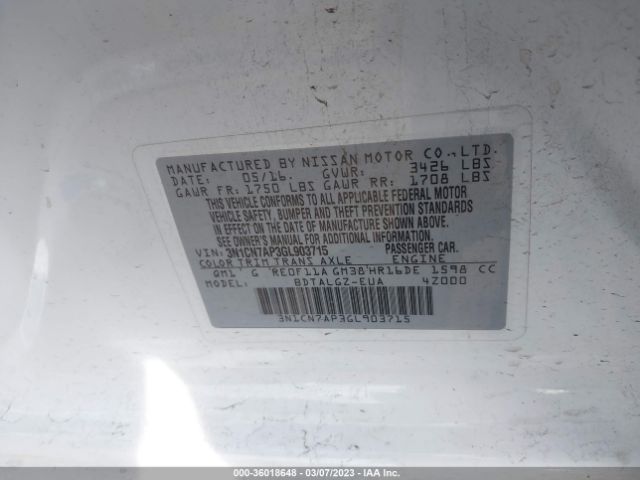 MANUFACTURED BY NISSAN MOTOR CO., LTD.
DATE: 05/16. GVWR: 3426 LBS
GAWR FR: 1750 LBS GAWR RR: 1708 LBS
THIS VEHICLE CONFORMS TO ALL APPLICABLE FEDERAL MOTOR
VEHICLE SAFETY, BUMPER AND THEFT PREVENTION STANDARDS
IN EFFECT ON THE DATE OF MANUFACTURE SHOWN ABOVE.
SEE OWNER'S MANUAL FOR ADDITIONAL INFORMATION.
VIN: 3N1CN7AP3GL903715 PASSENGER CAR.
COLOR TRIM TRANS AXLE ENGINE
GM1 G RE0F11A GM38 HR16DE 1598 CC
MODEL BDTALGZ-EUA 4Z000
3N1CN7AP3GL903715
000-36018648 - 03/07/2023 - IAA Inc.